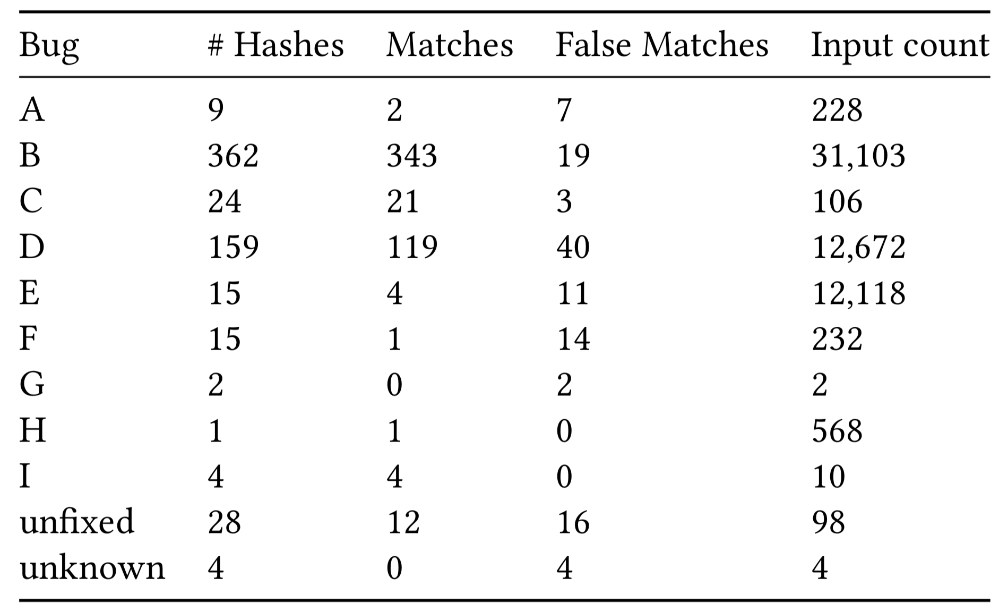 Bug # Hashes Matches False Matches Input count
A 9 2 7 228
B 362 343 19 31,103
C 24 21 3 106
D 159 119 40 12,672
E 15 4 11 12,118
F 15 1 14 232
G 2 0 2 2
H 1 1 0 568
I 4 4 0 10
unfixed 28 12 16 98
unknown 4 0 4 4